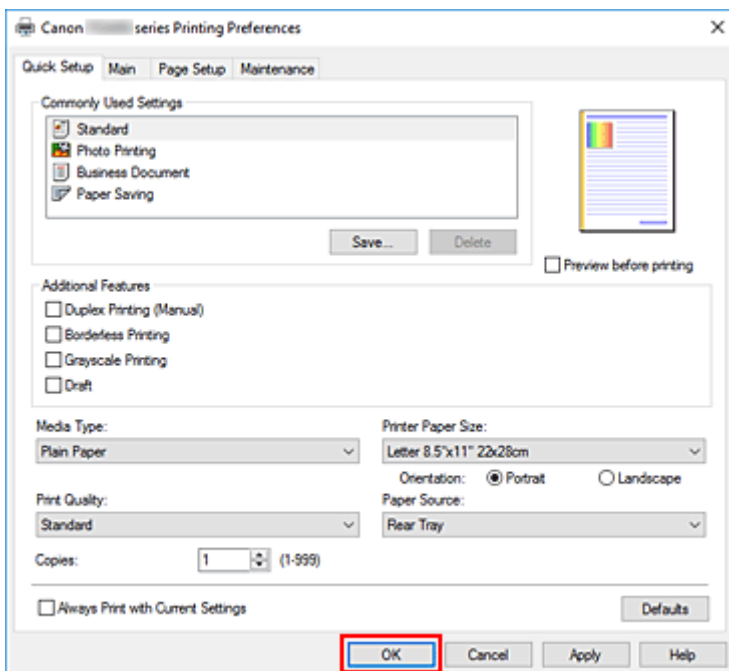 Canon series Printing Preferences
Quick Setup Main Page Setup Maintenance
Commonly Used Settings
Standard
Photo Printing
Business Document
Paper Saving
Save... Delete
Preview before printing
Additional Features
Duplex Printing (Manual)
Borderless Printing
Grayscale Printing
Draft
Media Type: Printer Paper Size:
Plain Paper Letter 8.5"x11" 22x28cm
Orientation: Portrait Landscape
Print Quality: Paper Source:
Standard Rear Tray
Copies: 1 (1-999)
Always Print with Current Settings Defaults
OK Cancel Apply Help